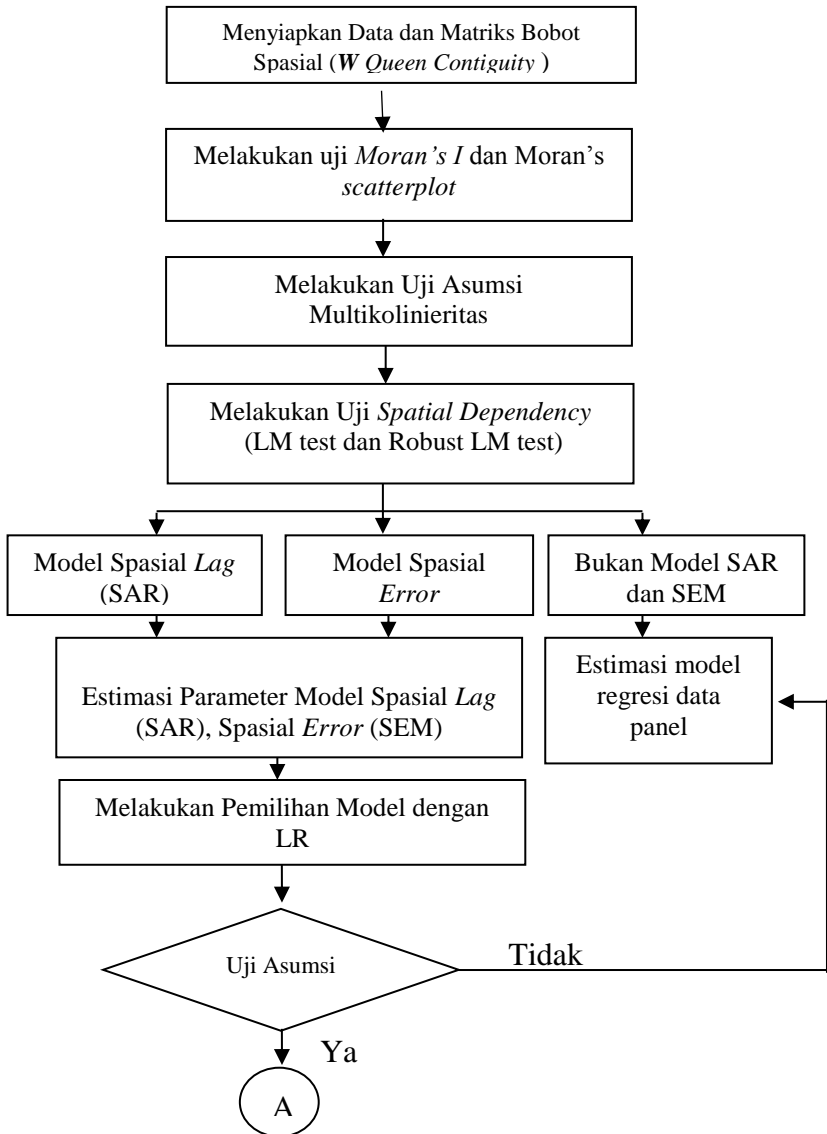 Menyiapkan Data dan Matriks Bobot
Spasial (W Queen Contiguity )
Melakukan uji Moran's I dan Moran's
scatterplot
Melakukan Uji Asumsi
Multikolinieritas
Melakukan Uji Spatial Dependency
(LM test dan Robust LM test)
Model Spasial Lag
(SAR)
Model Spasial
Error
Bukan Model SAR
dan SEM
Estimasi Parameter Model Spasial Lag
(SAR), Spasial Error (SEM)
Estimasi model
regresi data
panel
Melakukan Pemilihan Model dengan
LR
Uji Asumsi
Tidak
Ya
A